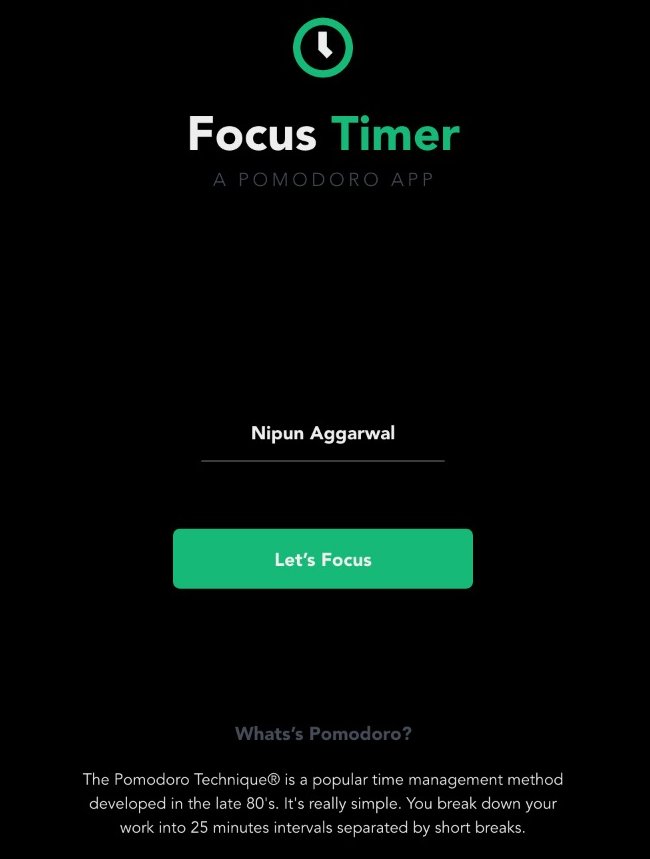 Focus Timer
A POMODORO APP
Nipun Aggarwal
Let’s Focus
Whats’s Pomodoro?
The Pomodoro Technique® is a popular time management method
developed in the late 80's. It's really simple. You break down your
work into 25 minutes intervals separated by short breaks.